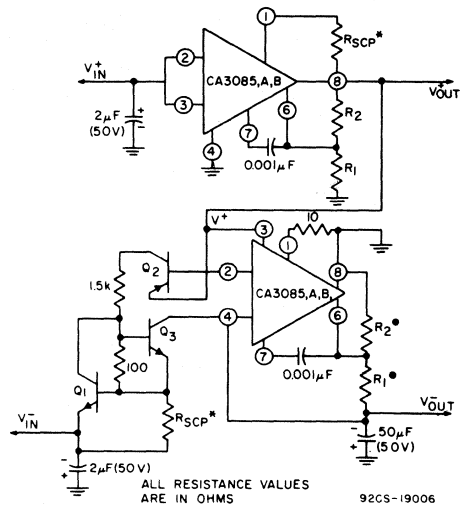 1
RSCP*
V+IN
2
CA3085,A,B
8
V+OUT
3
2µF
(50V)
+
-
6
R2
7
4
0.001µF
R1
V+
10
3
1
Q2
2
8
1.5k
CA3085,A,B,
4
6
R2●
Q3
7
0.001µF
100
R1●
Q1
V-IN
RSCP*
V-OUT
-
+
50µF
(50V)
-
+
2µF(50V)
ALL RESISTANCE VALUES
ARE IN OHMS
92CS-19006